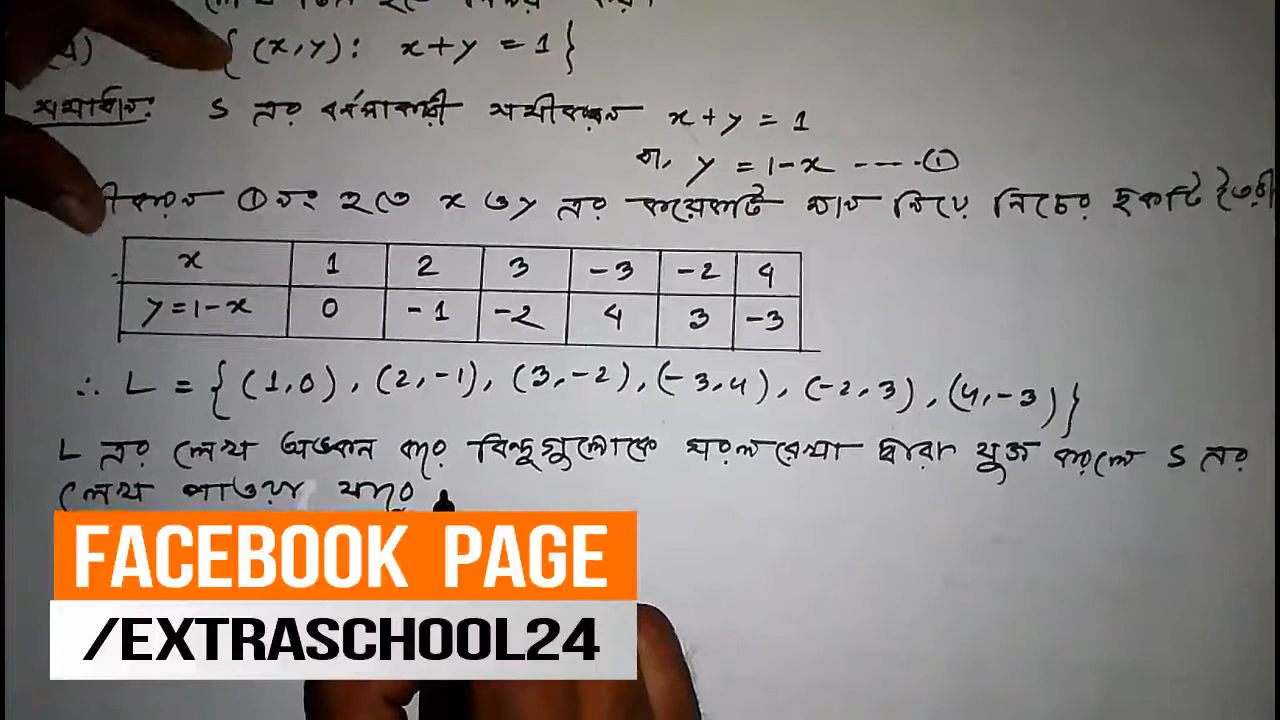 {(x,y): x+y = 1}
সমাধান: S এর বর্ণনাকারী সমীকরণ x+y = 1
বা, y = 1-x ----①
সমীকরণ ① নং হতে x ও y এর কয়েকটি মান নিয়ে নিচের ছকটি তৈরী
x 1 2 3 -3 -2 4
y=1-x 0 -1 -2 4 3 -3
∴ L = {(1,0), (2,-1), (3,-2), (-3,4), (-2,3), (4,-3)}
L এর লেখ অঙ্কন করে বিন্দুগুলোকে সরলরেখা দ্বারা যুক্ত করলে S এর
লেখ পাওয়া যাবে
FACEBOOK PAGE
/EXTRASCHOOL24